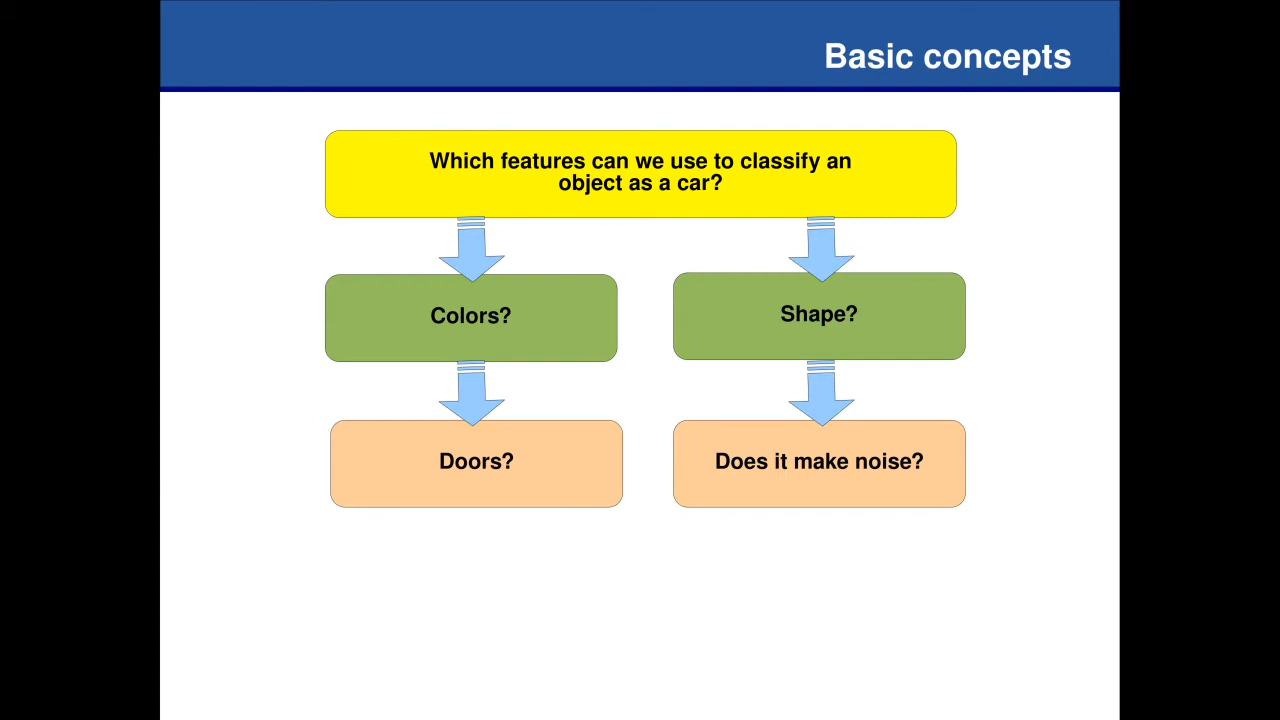 Basic concepts
Which features can we use to classify an
object as a car?
Colors?
Shape?
Doors?
Does it make noise?